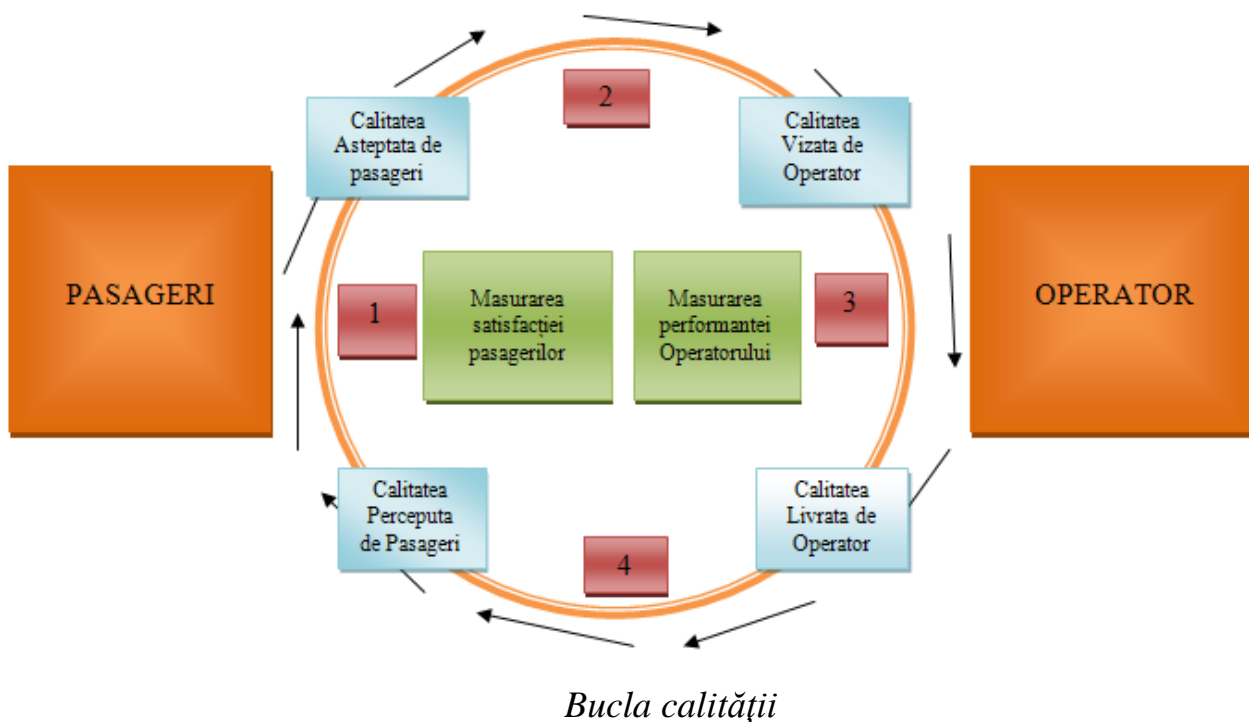 2
Calitatea
Asteptata de
pasageri
Calitatea
Vizata de
Operator
PASAGERI
1
Masurarea
satisfacției
pasagerilor
Masurarea
performantei
Operatorului
3
OPERATOR
Calitatea
Perceputa
de Pasageri
Calitatea
Livrata de
Operator
4
Bucla calităţii